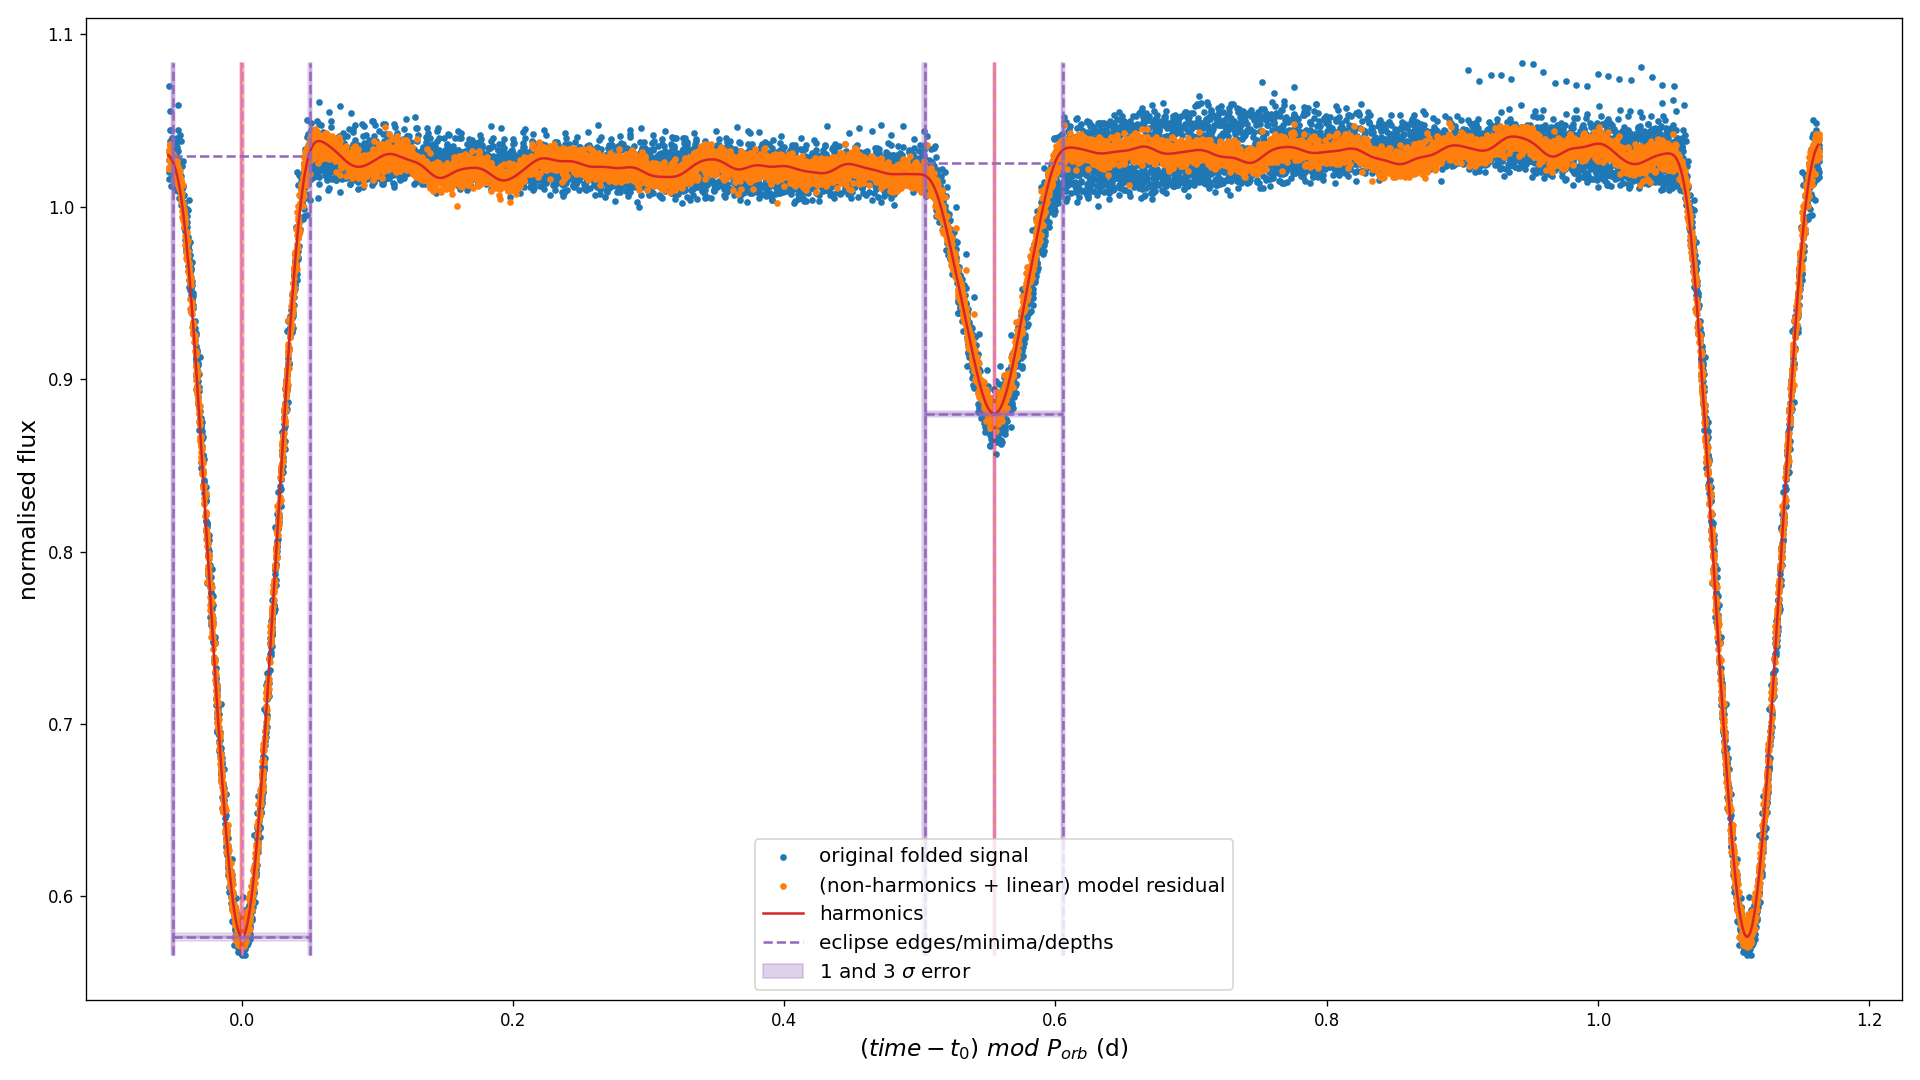 1.1
1.0
0.9
0.8
0.7
0.6
normalised flux
original folded signal
(non-harmonics + linear) model residual
harmonics
eclipse edges/minima/depths
1 and 3 σ error
0.0 0.2 0.4 0.6 0.8 1.0 1.2
(time − t₀) mod Pₒᵣb (d)